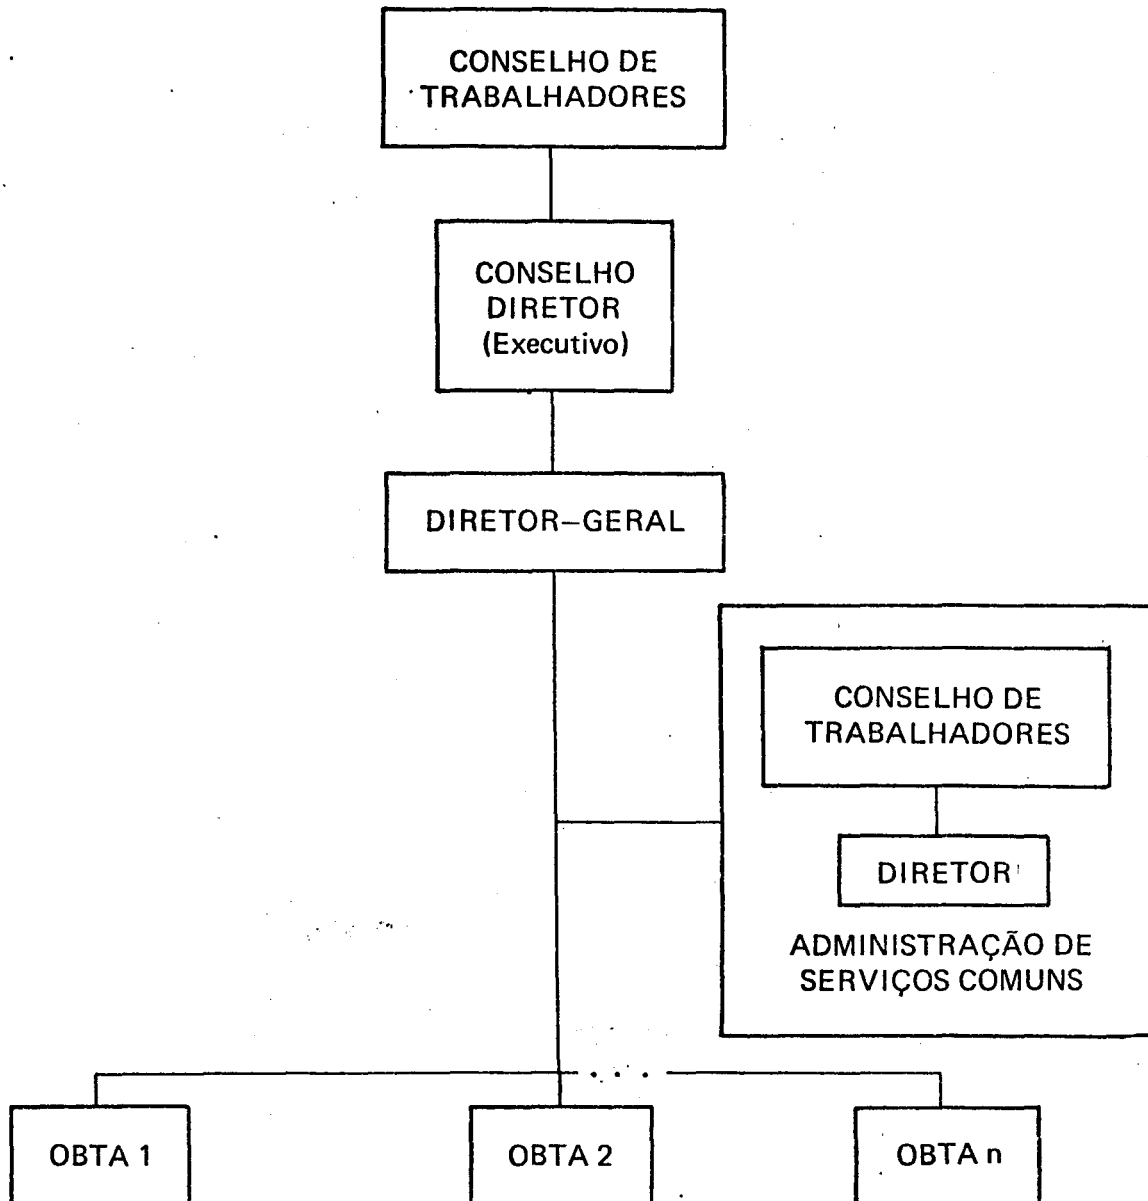 CONSELHO DE
TRABALHADORES
CONSELHO
DIRETOR
(Executivo)
DIRETOR–GERAL
CONSELHO DE
TRABALHADORES
DIRETOR
ADMINISTRAÇÃO DE
SERVIÇOS COMUNS
. . .
OBTA 1
OBTA 2
OBTA n